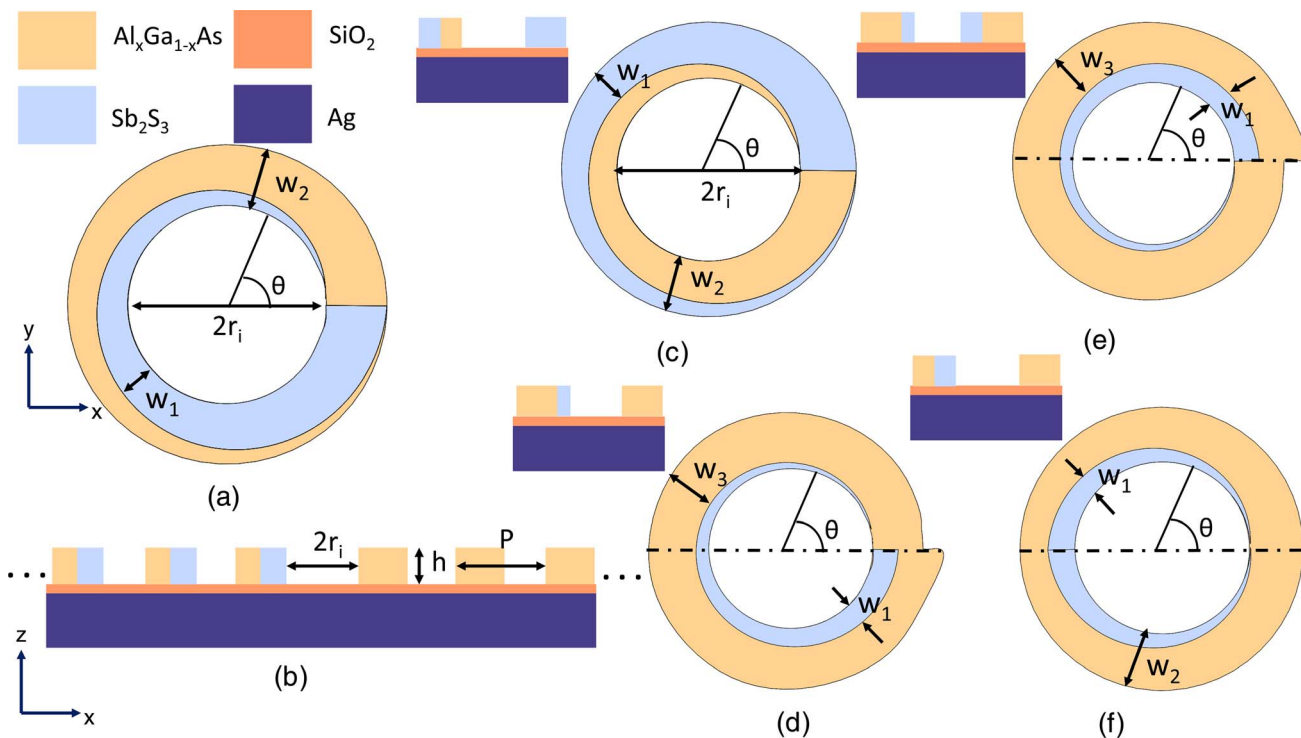 AlₓGa₁₋ₓAs
SiO₂
Sb₂S₃
Ag
w₂
θ
2rᵢ
w₁
y
x
(a)
2rᵢ
h
P
...
...
z
x
(b)
w₁
θ
2rᵢ
w₂
(c)
w₃
θ
w₁
(d)
w₃
w₁
θ
(e)
w₁
θ
w₂
(f)